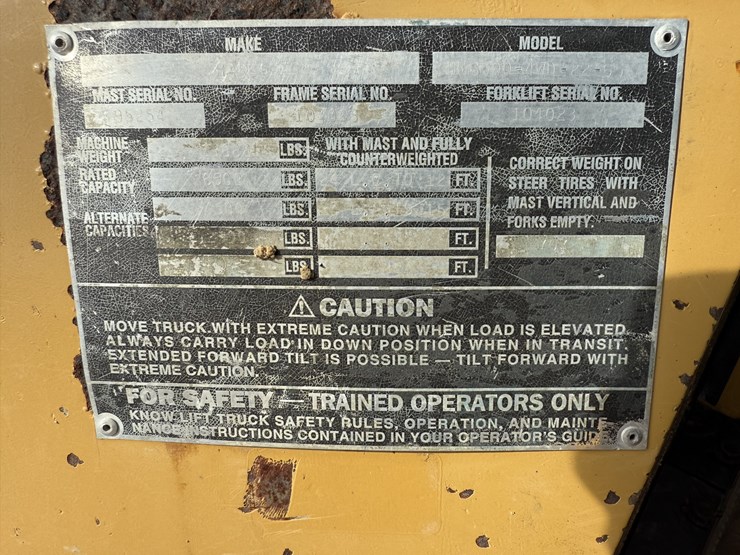 MAKE MODEL
MAST SERIAL NO. FRAME SERIAL NO. FORKLIFT SERIAL NO.
101023
MACHINE WEIGHT LBS. WITH MAST AND FULLY COUNTERWEIGHTED
RATED CAPACITY LBS. FT.
ALTERNATE CAPACITIES LBS. FT.
LBS. FT.
LBS. FT.
CORRECT WEIGHT ON
STEER TIRES WITH
MAST VERTICAL AND
FORKS EMPTY.
⚠ CAUTION
MOVE TRUCK WITH EXTREME CAUTION WHEN LOAD IS ELEVATED
ALWAYS CARRY LOAD IN DOWN POSITION WHEN IN TRANSIT.
EXTENDED FORWARD TILT IS POSSIBLE — TILT FORWARD WITH
EXTREME CAUTION.
FOR SAFETY — TRAINED OPERATORS ONLY
KNOW LIFT TRUCK SAFETY RULES, OPERATION, AND MAINTE
NANCE INSTRUCTIONS CONTAINED IN YOUR OPERATOR'S GUIDE